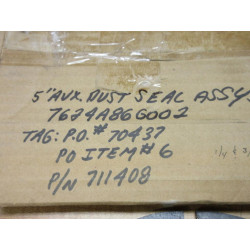 5" AUX. DUST SEAL ASSY.
7624A86G002
TAG: P.O.# 70437
PO ITEM# 6
P/N 711408